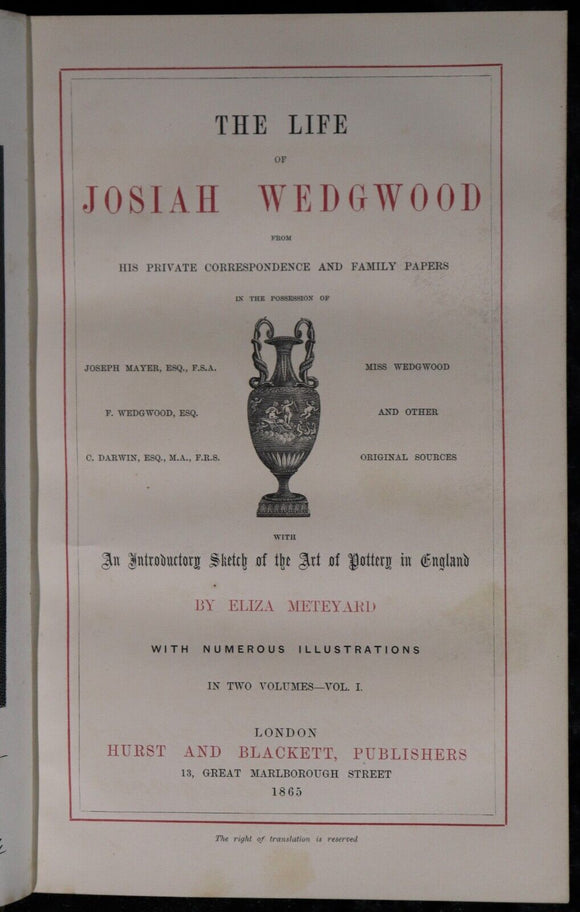 THE LIFE
OF
JOSIAH WEDGWOOD
FROM
HIS PRIVATE CORRESPONDENCE AND FAMILY PAPERS
IN THE POSSESSION OF
JOSEPH MAYER, ESQ., F.S.A.
F. WEDGWOOD, ESQ.
C. DARWIN, ESQ., M.A., F.R.S.
MISS WEDGWOOD
AND OTHER
ORIGINAL SOURCES
WITH
An Introductory Sketch of the Art of Pottery in England
BY ELIZA METEYARD
WITH NUMEROUS ILLUSTRATIONS
IN TWO VOLUMES—VOL. I.
LONDON
HURST AND BLACKETT, PUBLISHERS
13, GREAT MARLBOROUGH STREET
1865
The right of translation is reserved